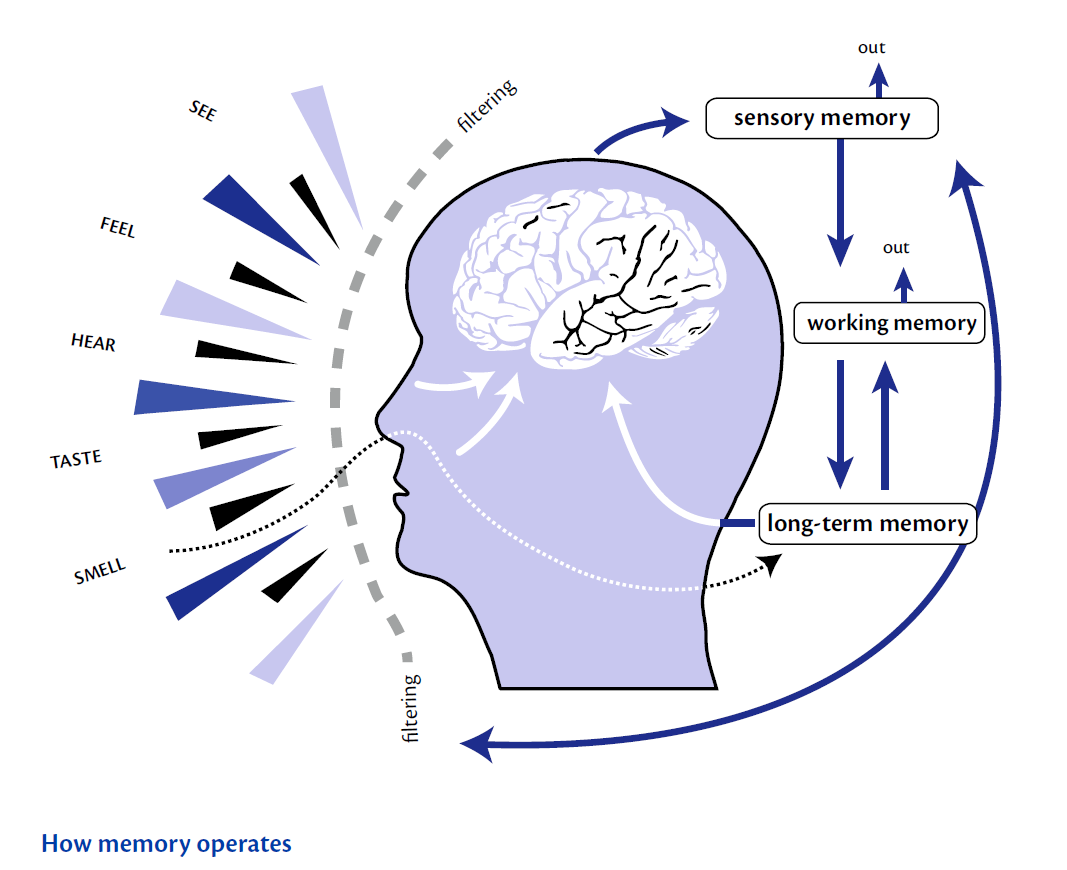 out
SEE
filtering
sensory memory
FEEL
out
working memory
HEAR
TASTE
long-term memory
SMELL
filtering
How memory operates